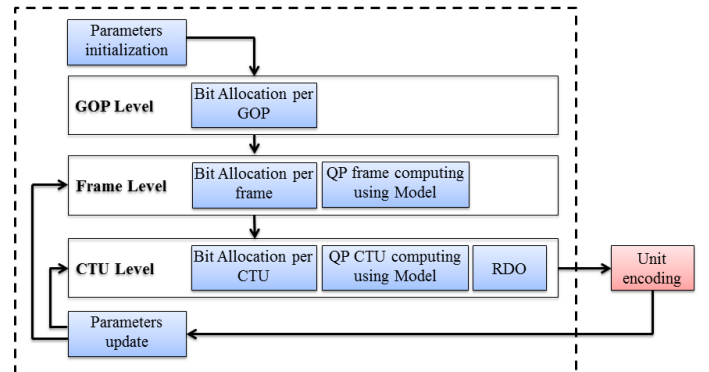 Parameters
initialization
GOP Level
Bit Allocation per
GOP
Frame Level
Bit Allocation per
frame
QP frame computing
using Model
CTU Level
Bit Allocation per
CTU
QP CTU computing
using Model
RDO
Unit
encoding
Parameters
update